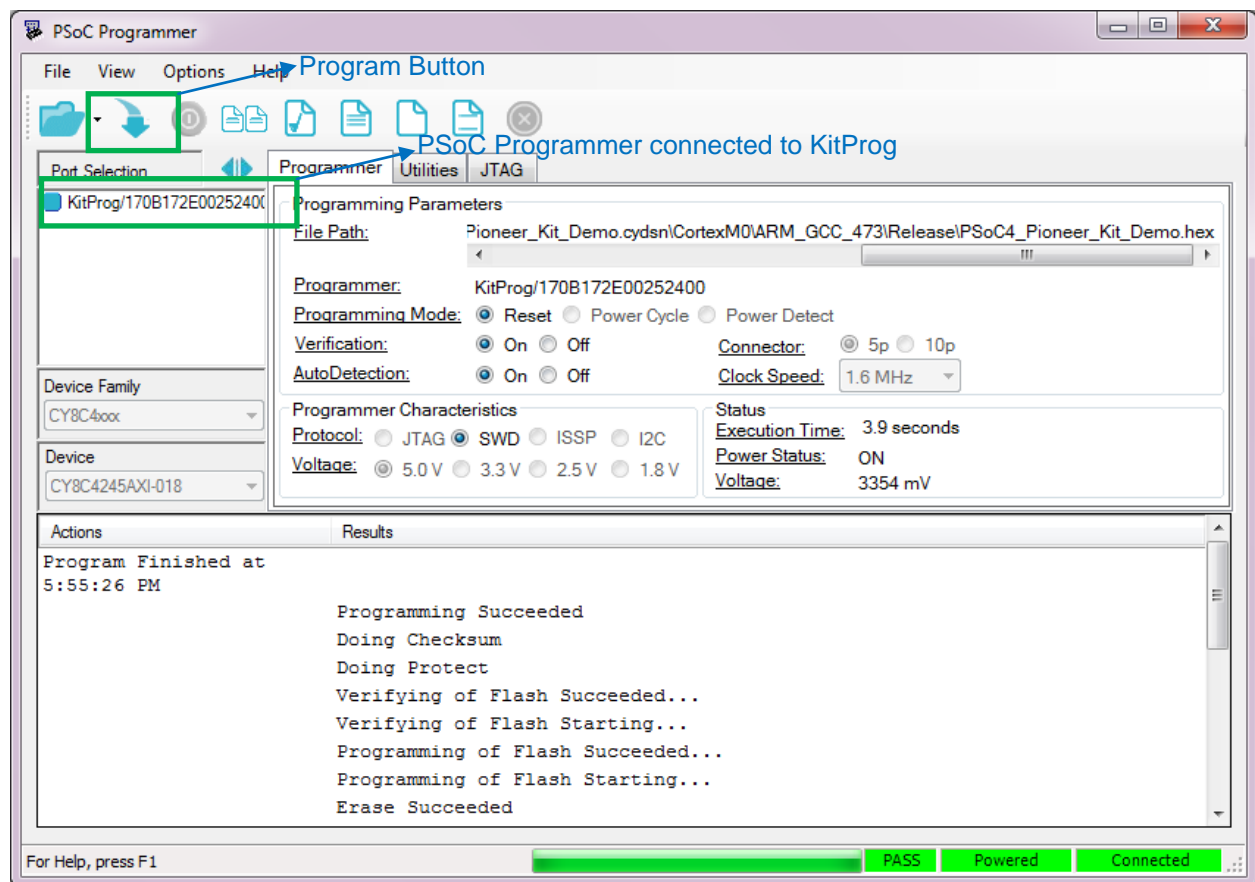 PSoC Programmer
File View Options Help
Program Button
PSoC Programmer connected to KitProg
Port Selection
Programmer Utilities JTAG
KitProg/170B172E00252400
Programming Parameters
File Path: Pioneer_Kit_Demo.cydsn\CortexM0\ARM_GCC_473\Release\PSoC4_Pioneer_Kit_Demo.hex
Programmer: KitProg/170B172E00252400
Programming Mode: Reset Power Cycle Power Detect
Verification: On Off Connector: 5p 10p
AutoDetection: On Off Clock Speed: 1.6 MHz
Device Family
CY8C4xxx
Device
CY8C4245AXI-018
Programmer Characteristics
Protocol: JTAG SWD ISSP I2C
Voltage: 5.0 V 3.3 V 2.5 V 1.8 V
Status
Execution Time: 3.9 seconds
Power Status: ON
Voltage: 3354 mV
Actions Results
Program Finished at
5:55:26 PM
Programming Succeeded
Doing Checksum
Doing Protect
Verifying of Flash Succeeded...
Verifying of Flash Starting...
Programming of Flash Succeeded...
Programming of Flash Starting...
Erase Succeeded
For Help, press F1 PASS Powered Connected